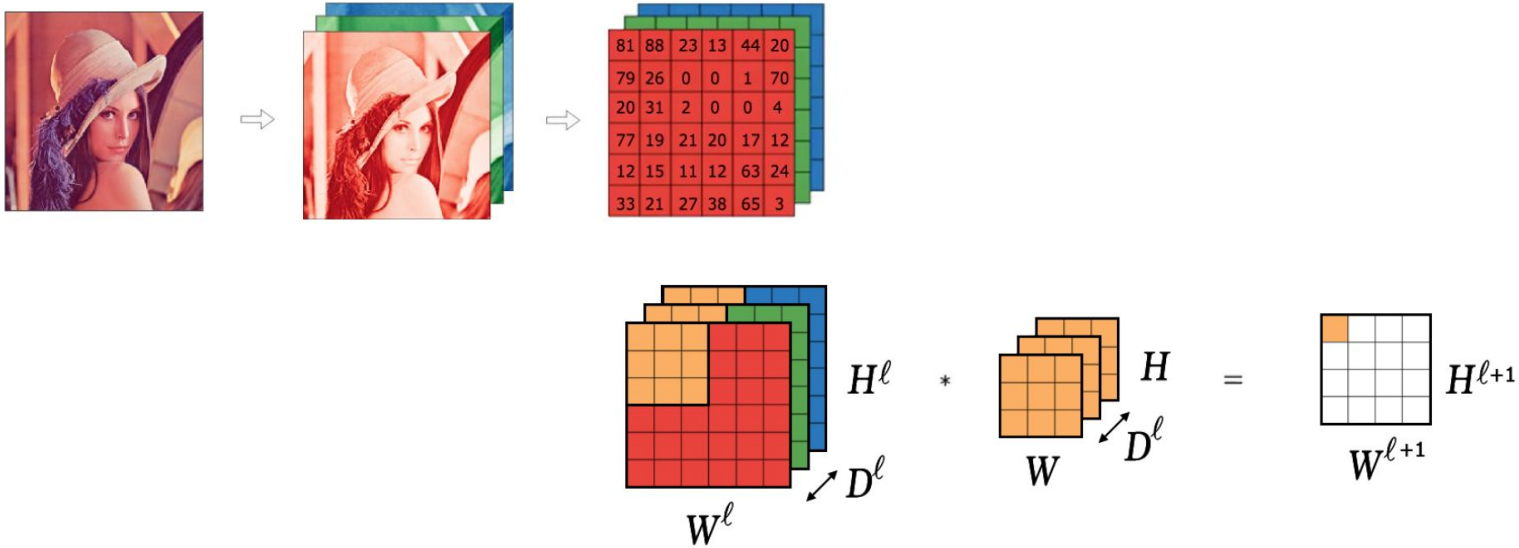 81 88 23 13 44 20
79 26 0 0 1 70
20 31 2 0 0 4
77 19 21 20 17 12
12 15 11 12 63 24
33 21 27 38 65 3
H^ℓ * H = H^{ℓ+1}
D^ℓ D^ℓ
W^ℓ W W^{ℓ+1}